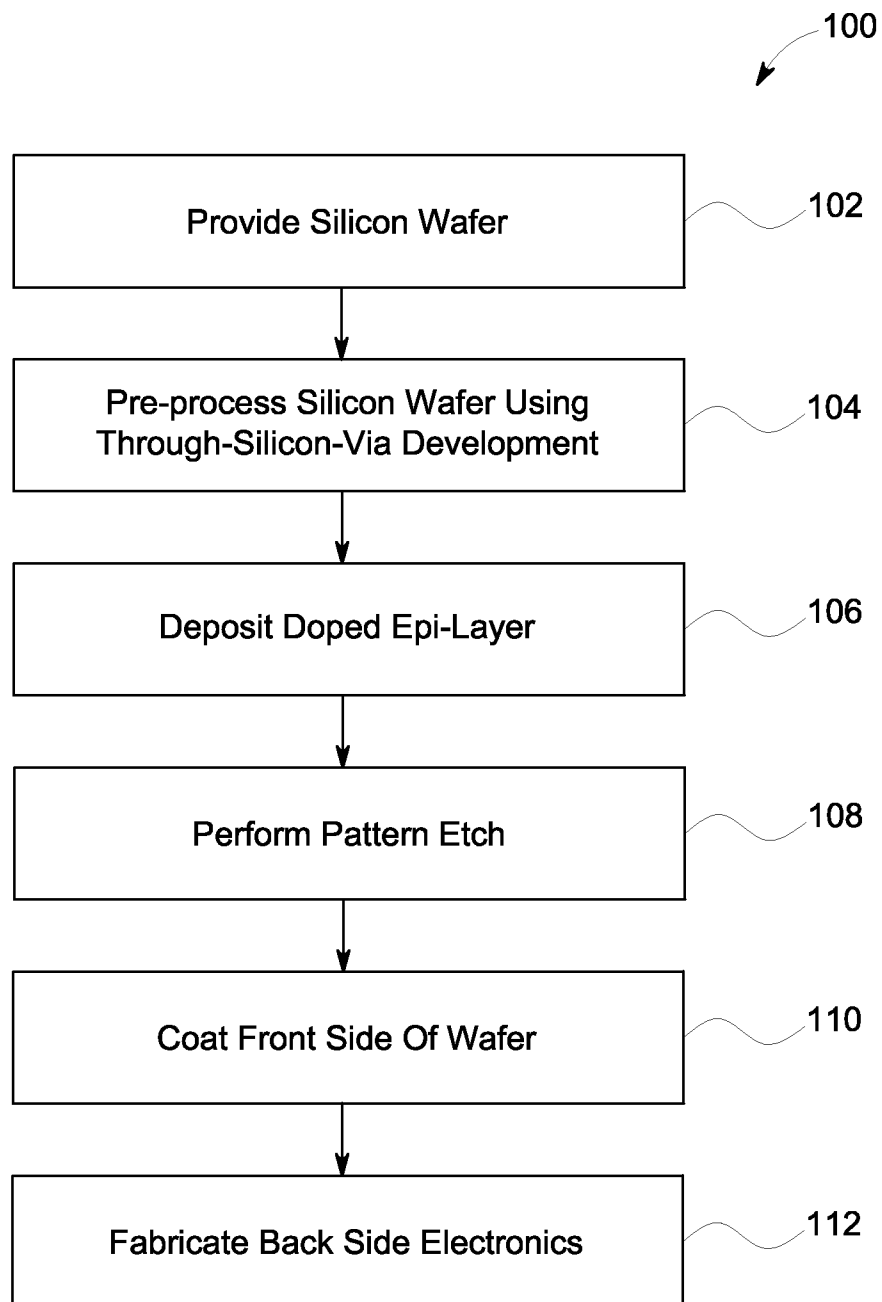 100
Provide Silicon Wafer
102
Pre-process Silicon Wafer Using
Through-Silicon-Via Development
104
Deposit Doped Epi-Layer
106
Perform Pattern Etch
108
Coat Front Side Of Wafer
110
Fabricate Back Side Electronics
112